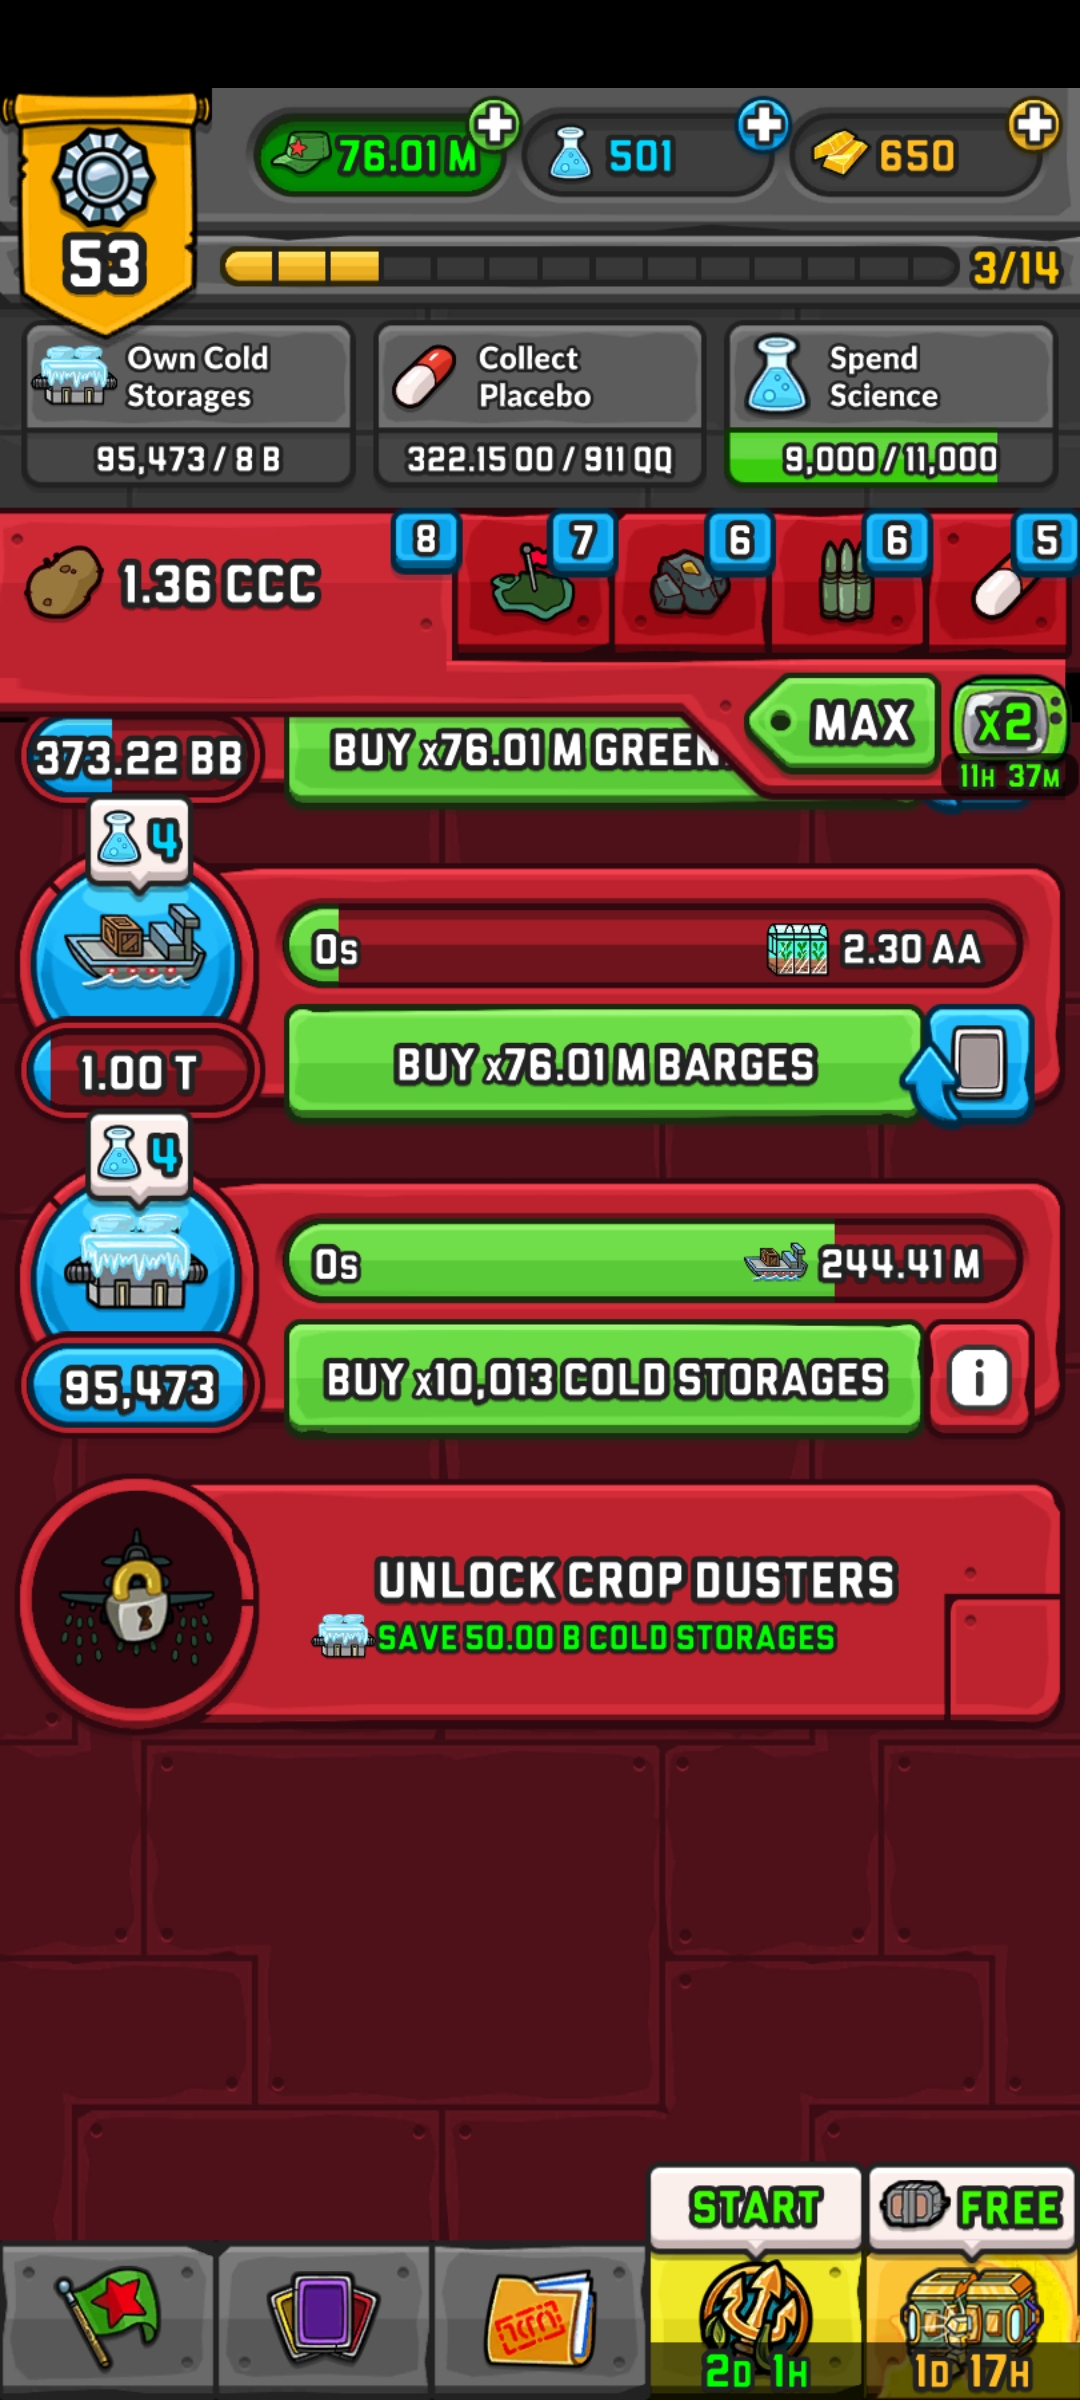 76.01 M
501
650
53
3/14
Own Cold
Storages
95,473 / 8 B
Collect
Placebo
322.15 OO / 911 QQ
Spend
Science
9,000 / 11,000
1.36 CCC
8
7
6
6
5
MAX
x2
11H 37M
373.22 BB
BUY x76.01 M GREEN
4
0s
2.30 AA
1.00 T
BUY x76.01 M BARGES
4
0s
244.41 M
95,473
BUY x10,013 COLD STORAGES
i
UNLOCK CROP DUSTERS
SAVE 50.00 B COLD STORAGES
START
FREE
2D 1H
1D 17H